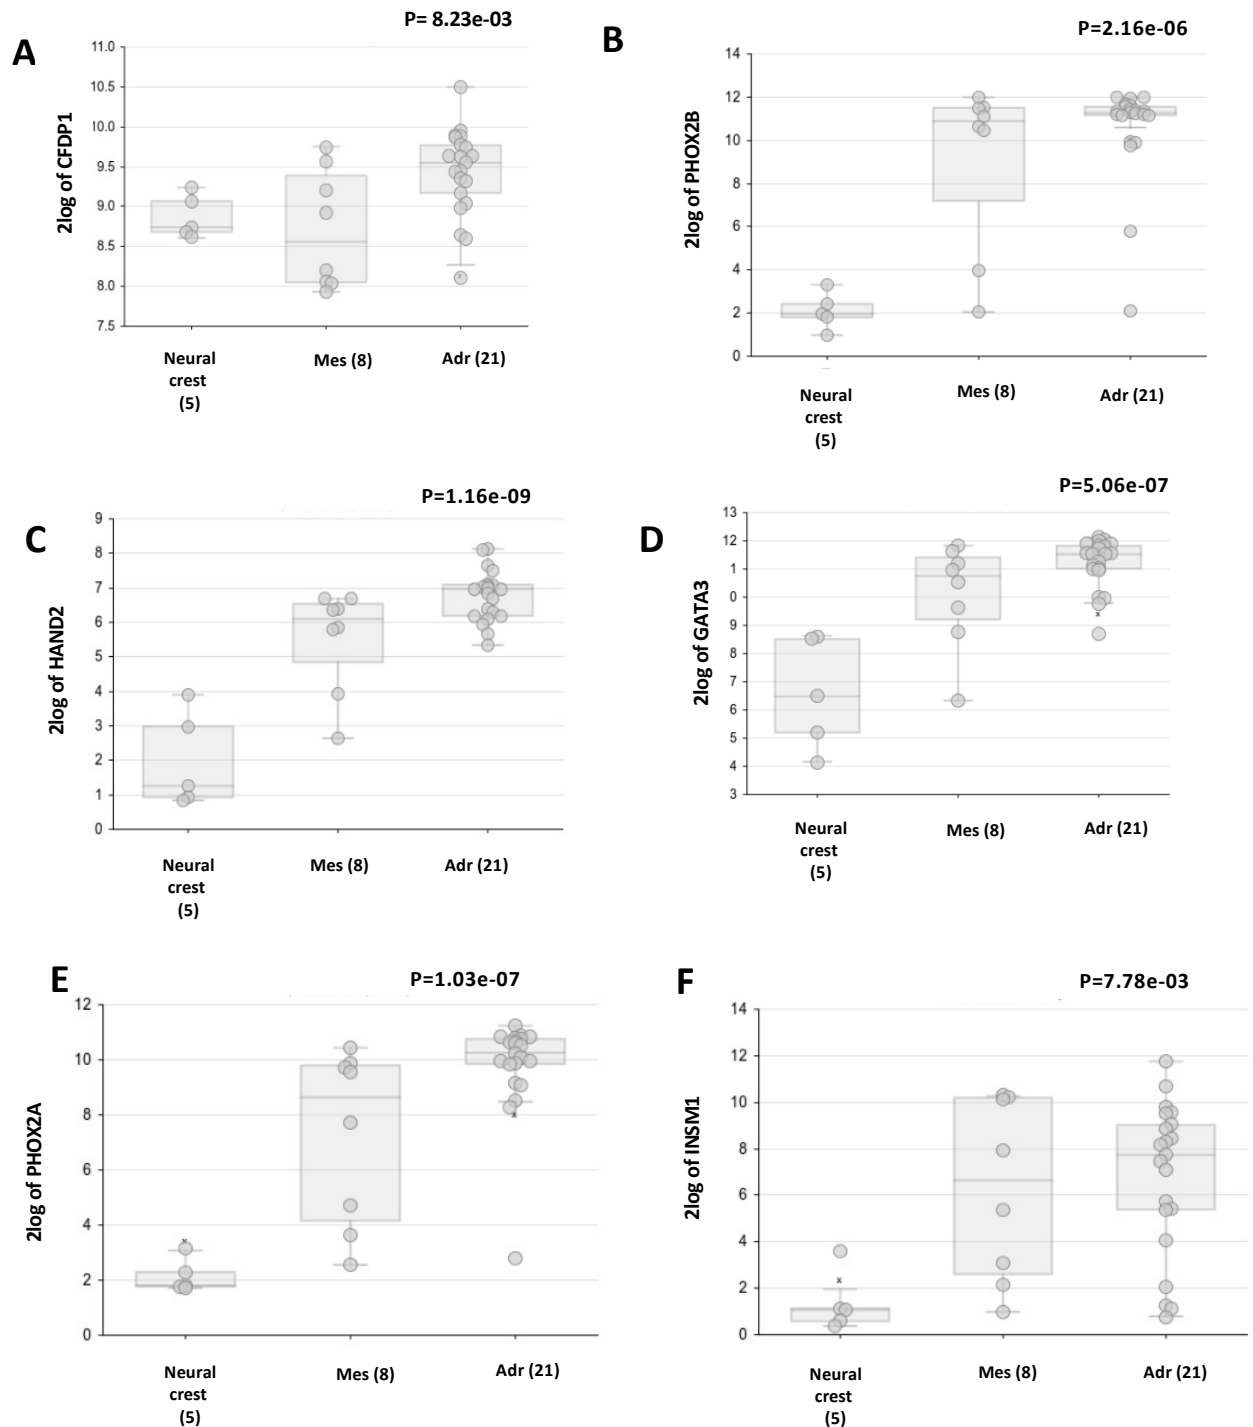 P= 8.23e-03
A
2log of CFDP1
11.0
10.5
10.0
9.5
9.0
8.5
8.0
7.5
Neural
crest
(5)
Mes (8)
Adr (21)
P=2.16e-06
B
2log of PHOX2B
14
12
10
8
6
4
2
0
Neural
crest
(5)
Mes (8)
Adr (21)
P=1.16e-09
C
2log of HAND2
9
8
7
6
5
4
3
2
1
0
Neural
crest
(5)
Mes (8)
Adr (21)
P=5.06e-07
D
2log of GATA3
13
12
1
0
9
8
7
6
5
4
3
Neural
crest
(5)
Mes (8)
Adr (21)
P=1.03e-07
E
2log of PHOX2A
12
10
8
6
4
2
0
Neural
crest
(5)
Mes (8)
Adr (21)
P=7.78e-03
F
2log of INSM1
14
12
10
8
6
4
2
0
Neural
crest
(5)
Mes (8)
Adr (21)